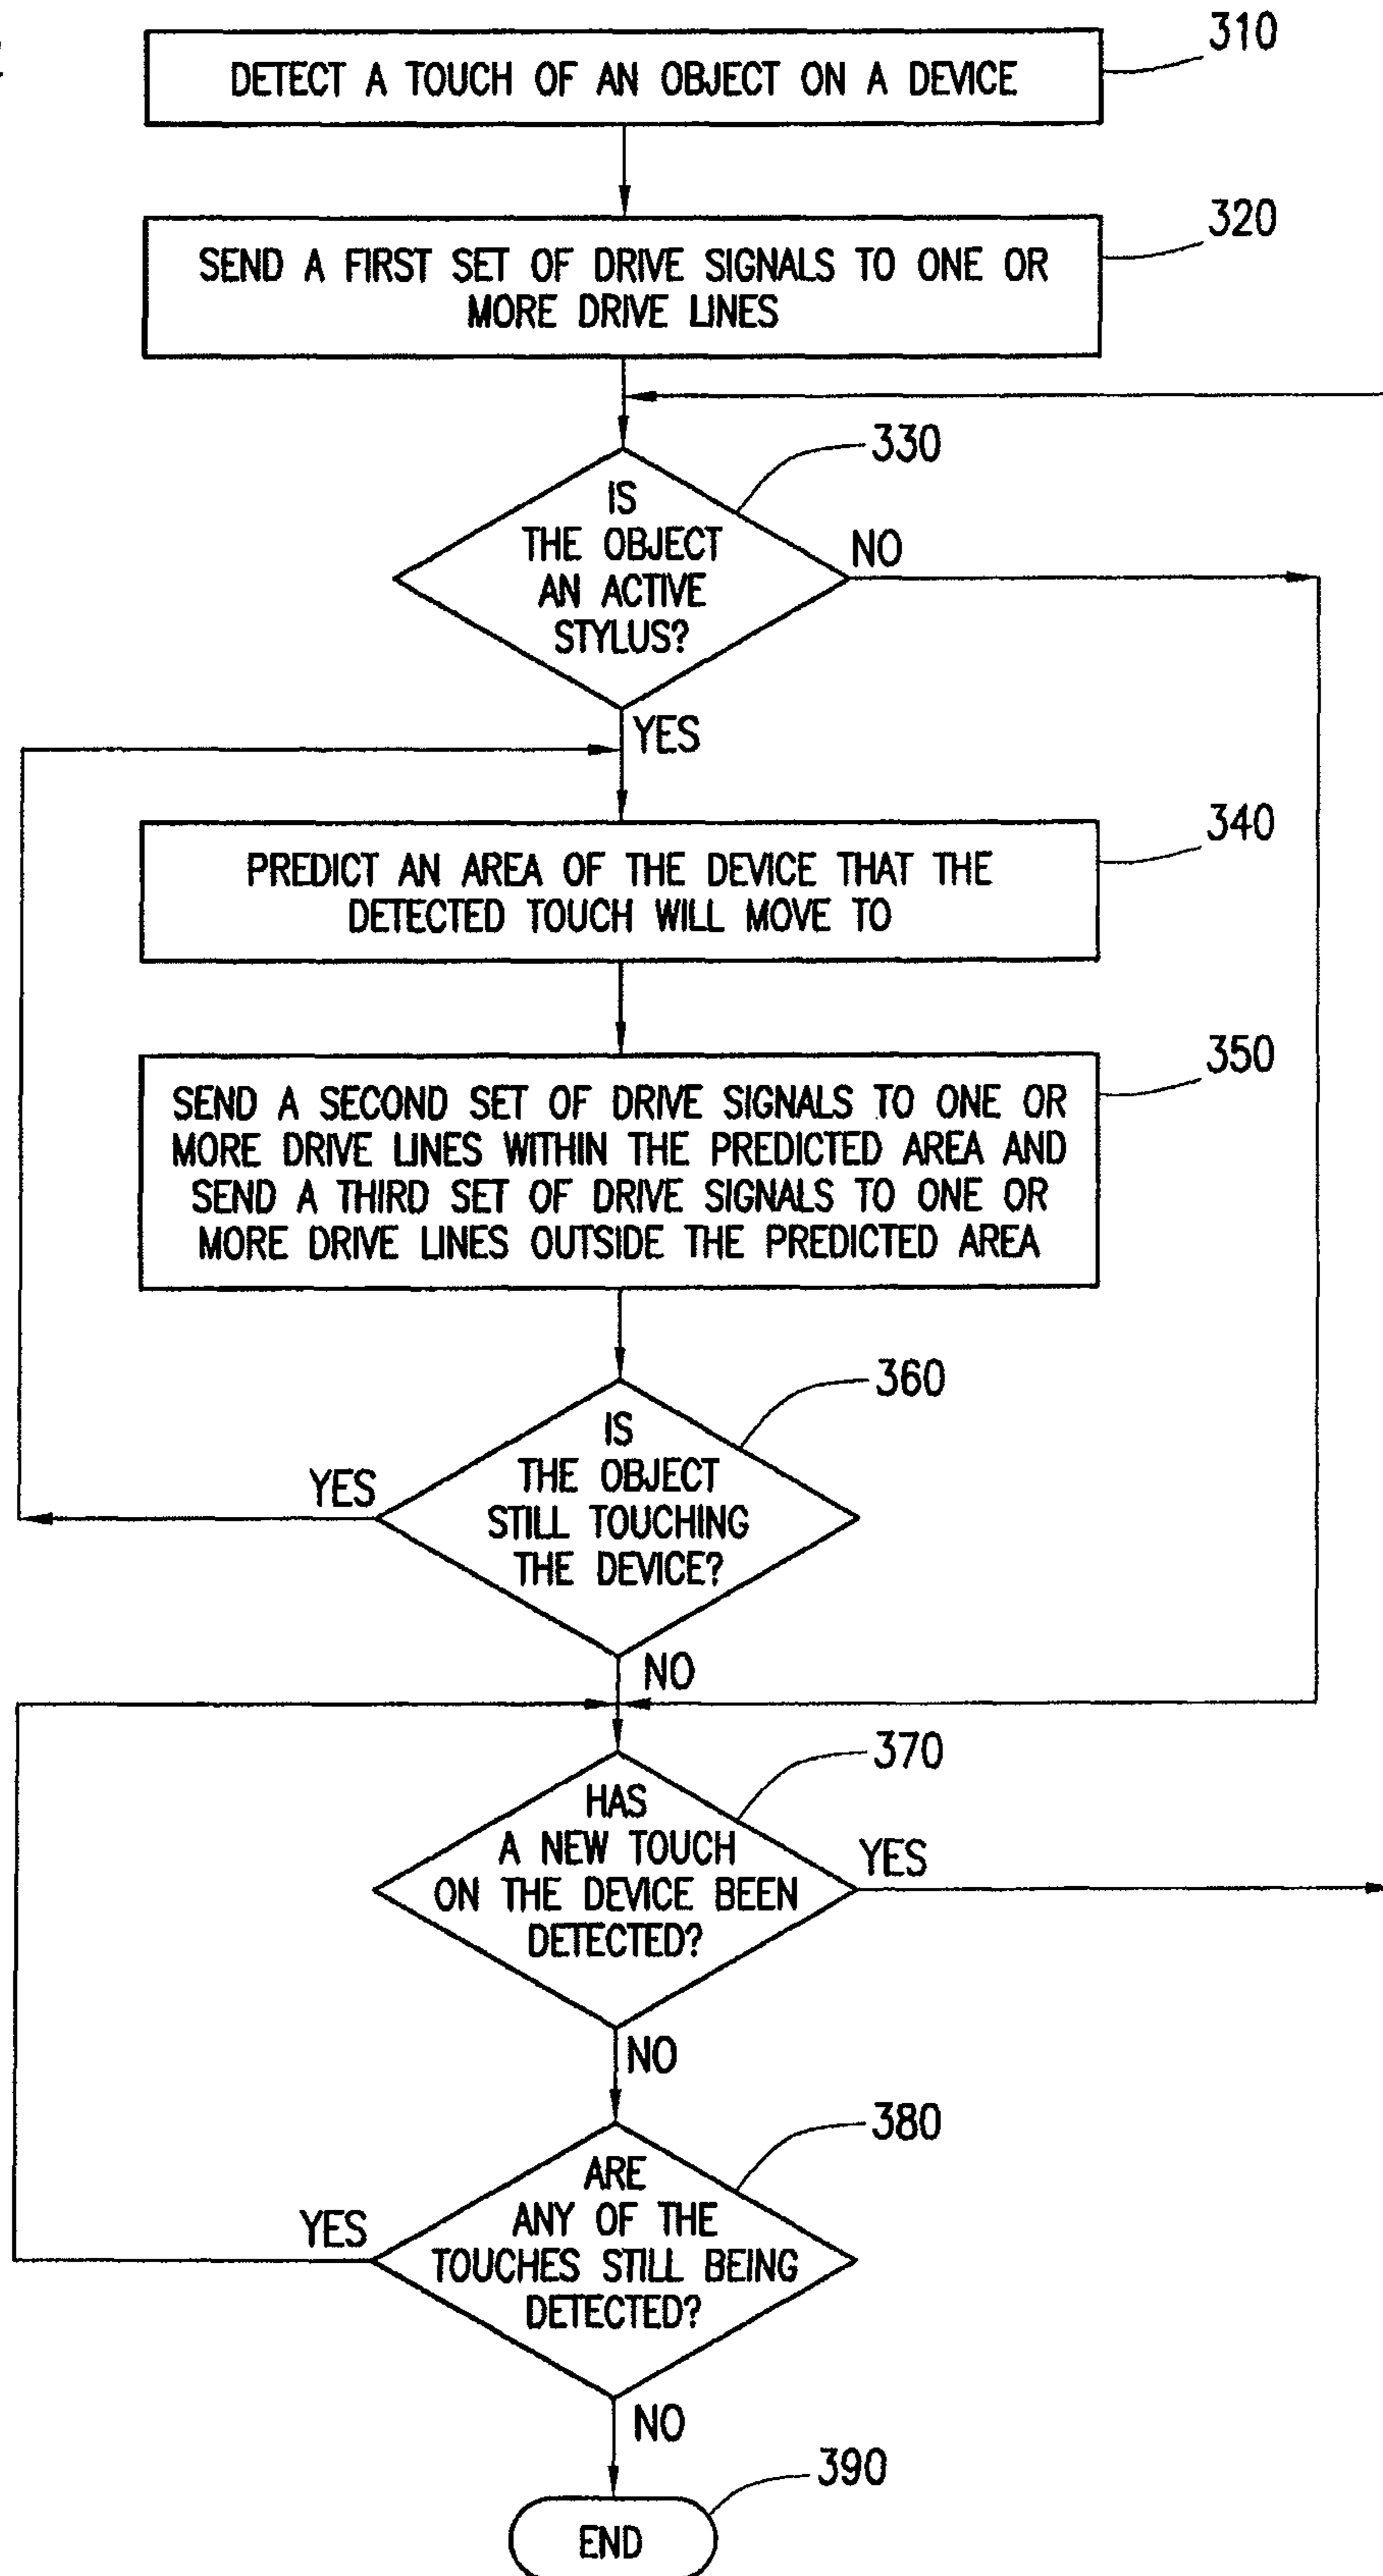 310
DETECT A TOUCH OF AN OBJECT ON A DEVICE
320
SEND A FIRST SET OF DRIVE SIGNALS TO ONE OR
MORE DRIVE LINES
330
IS
THE OBJECT
AN ACTIVE
STYLUS?
NO
YES
340
PREDICT AN AREA OF THE DEVICE THAT THE
DETECTED TOUCH WILL MOVE TO
350
SEND A SECOND SET OF DRIVE SIGNALS TO ONE OR
MORE DRIVE LINES WITHIN THE PREDICTED AREA AND
SEND A THIRD SET OF DRIVE SIGNALS TO ONE OR
MORE DRIVE LINES OUTSIDE THE PREDICTED AREA
360
IS
THE OBJECT
STILL TOUCHING
THE DEVICE?
YES
NO
370
HAS
A NEW TOUCH
ON THE DEVICE BEEN
DETECTED?
YES
NO
380
ARE
ANY OF THE
TOUCHES STILL BEING
DETECTED?
YES
NO
390
END